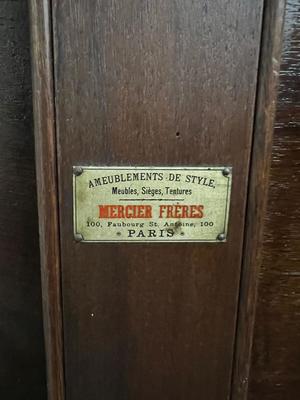 AMEUBLEMENTS DE STYLE,
Meubles, Sièges, Tentures
MERCIER FRÈRES
100, Faubourg St. Antoine, 100
* PARIS *